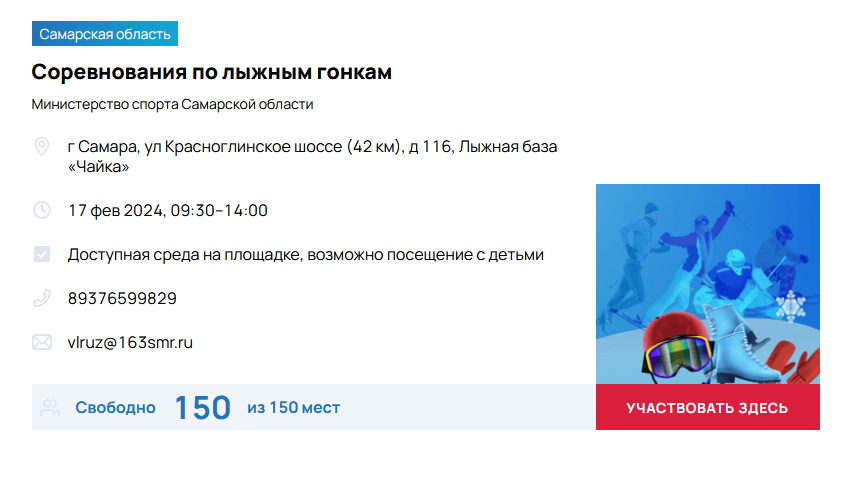 Самарская область
Соревнования по лыжным гонкам
Министерство спорта Самарской области
г Самара, ул Красноглинское шоссе (42 км), д 116, Лыжная база
«Чайка»
17 фев 2024, 09:30–14:00
Доступная среда на площадке, возможно посещение с детьми
89376599829
vlruz@163smr.ru
Свободно 150 из 150 мест
УЧАСТВОВАТЬ ЗДЕСЬ